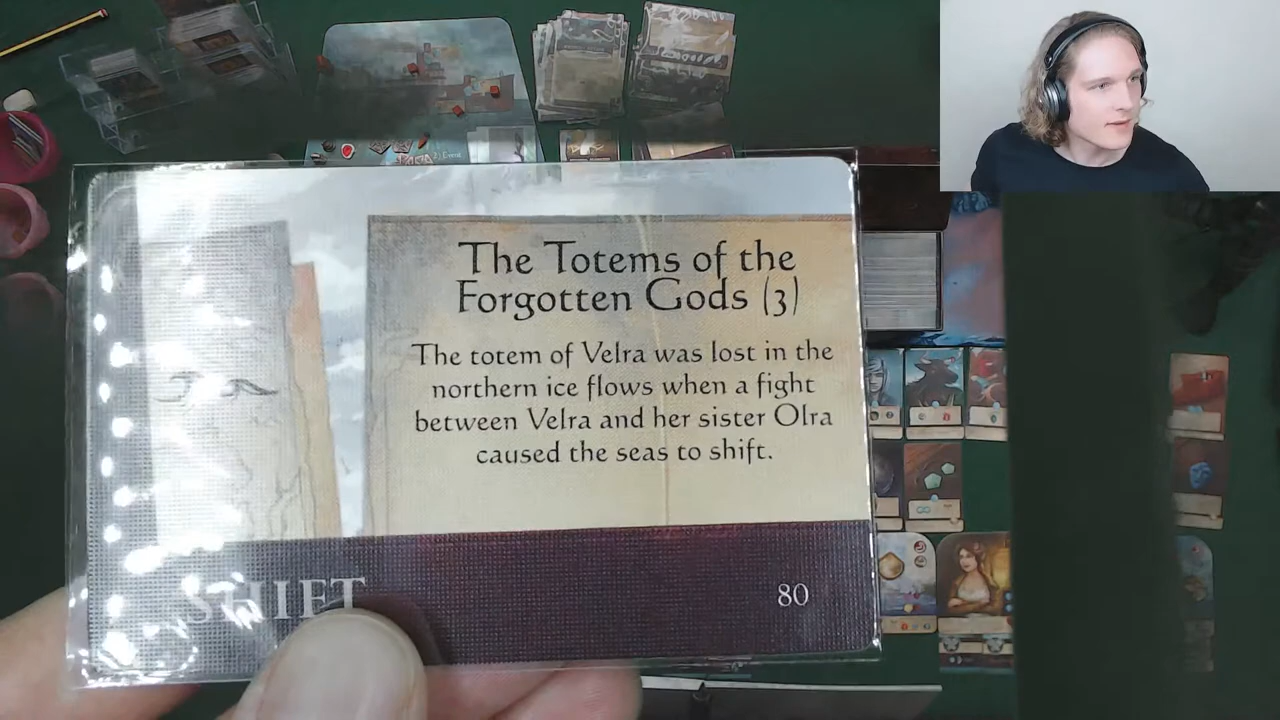 The Totems of the
Forgotten Gods (3)
The totem of Velra was lost in the
northern ice flows when a fight
between Velra and her sister Olra
caused the seas to shift.
SHIFT
80